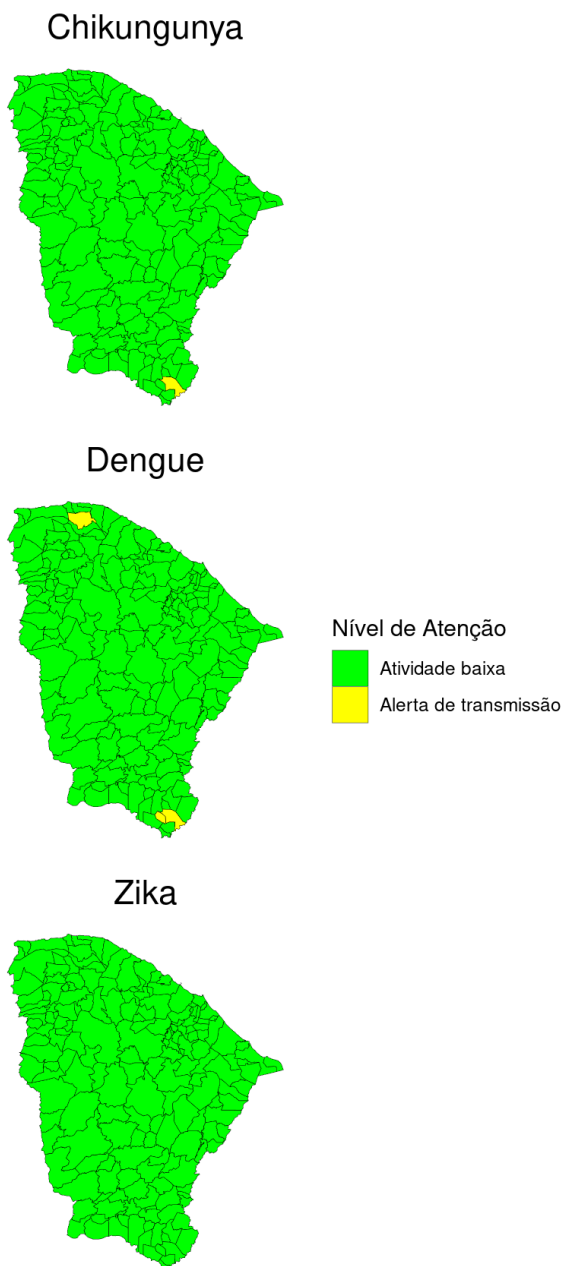 Chikungunya
Dengue
Nível de Atenção
Atividade baixa
Alerta de transmissão
Zika